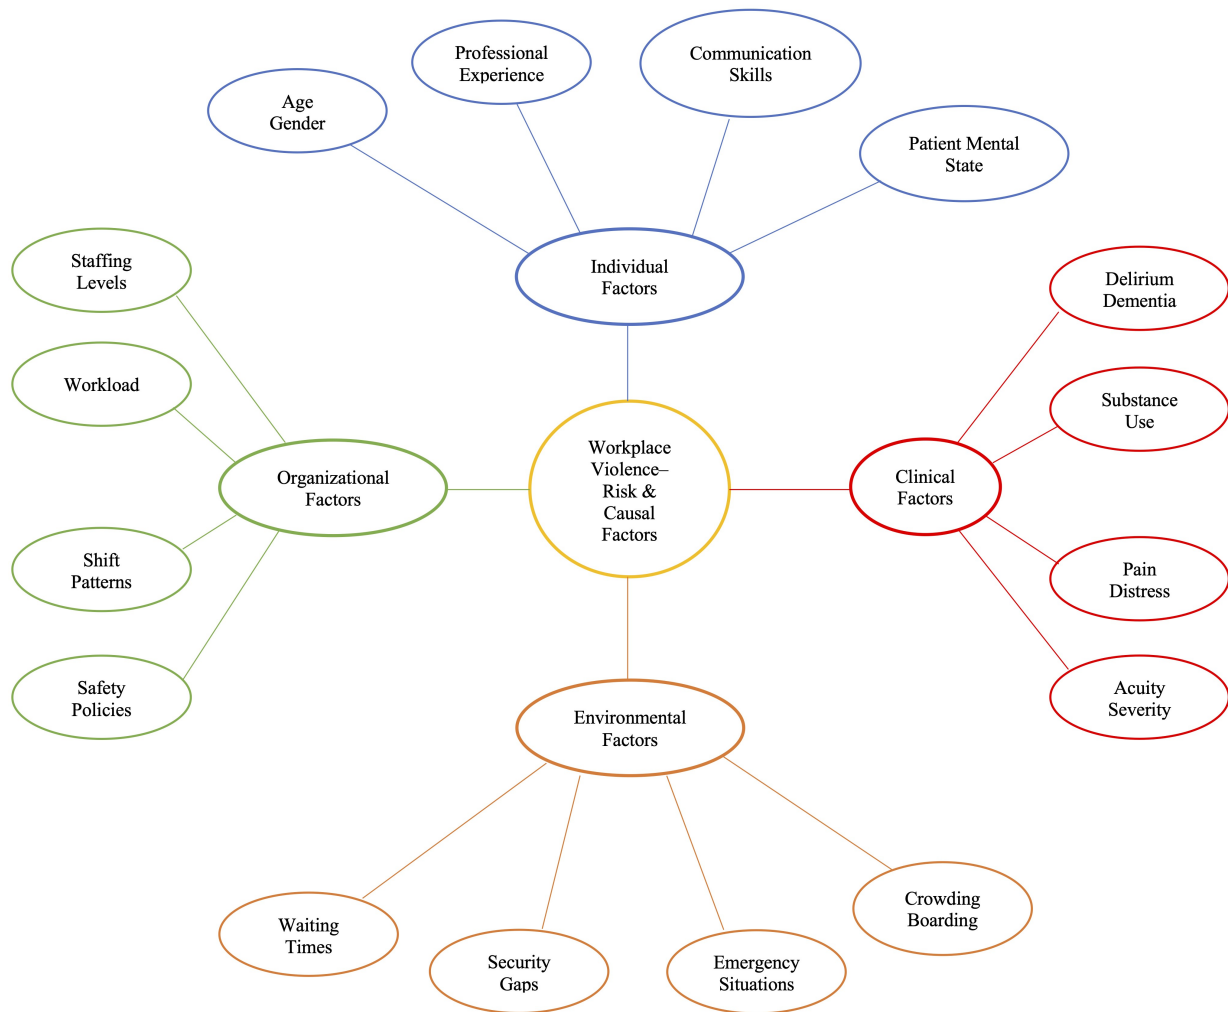 Professional
Experience
Communication
Skills
Age
Gender
Patient Mental
State
Individual
Factors
Staffing
Levels
Workload
Organizational
Factors
Shift
Patterns
Safety
Policies
Workplace
Violence–
Risk &
Causal
Factors
Clinical
Factors
Delirium
Dementia
Substance
Use
Pain
Distress
Acuity
Severity
Environmental
Factors
Waiting
Times
Security
Gaps
Emergency
Situations
Crowding
Boarding